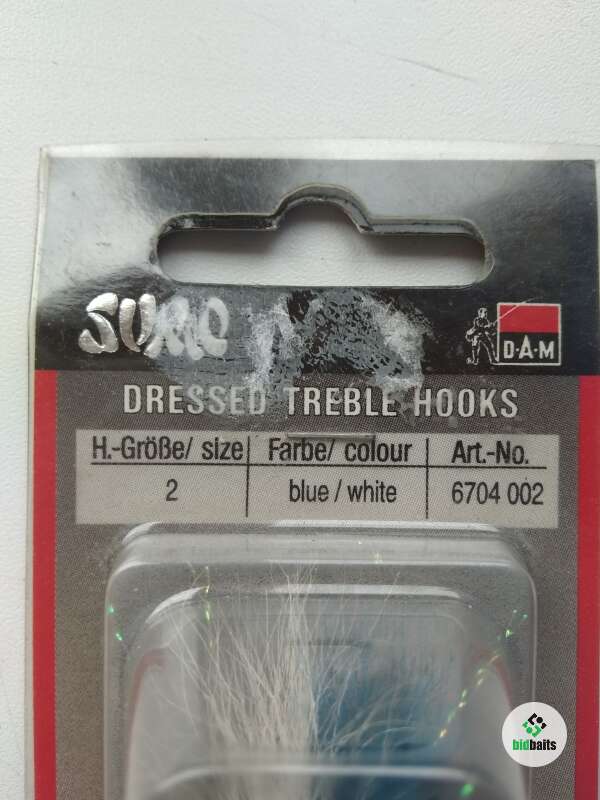 SUMO
D·A·M
DRESSED TREBLE HOOKS
H.-Größe/ size Farbe/ colour Art.-No.
2 blue / white 6704 002
bidbaits